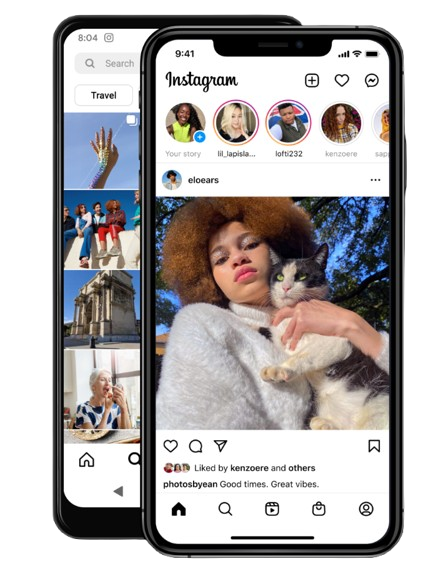 8:04
Search
Travel
9:41
Instagram
Your story
lil_lapisla...
lofti232
kenzoere
sapp
eloears
Liked by kenzoere and others
photosbyean Good times. Great vibes.